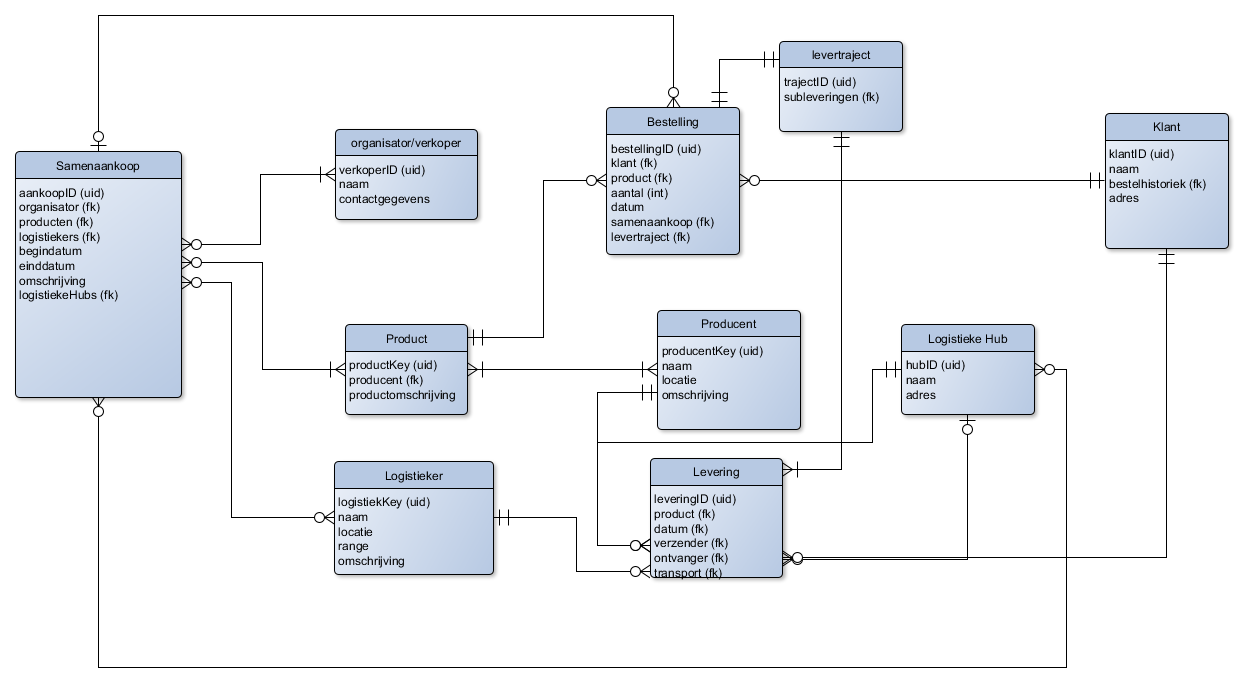 levertraject
trajectID (uid)
subleveringen (fk)
Bestelling
bestellingID (uid)
klant (fk)
product (fk)
aantal (int)
datum
samenaankoop (fk)
levertraject (fk)
Klant
klantID (uid)
naam
bestelhistoriek (fk)
adres
organisator/verkoper
verkoperID (uid)
naam
contactgegevens
Samenaankoop
aankoopID (uid)
organisator (fk)
producten (fk)
logistiekers (fk)
begindatum
einddatum
omschrijving
logistiekeHubs (fk)
Product
productKey (uid)
producent (fk)
productomschrijving
Producent
producentKey (uid)
naam
locatie
omschrijving
Logistieke Hub
hubID (uid)
naam
adres
Logistieker
logistiekKey (uid)
naam
locatie
range
omschrijving
Levering
leveringID (uid)
product (fk)
datum (fk)
verzender (fk)
ontvanger (fk)
transport (fk)